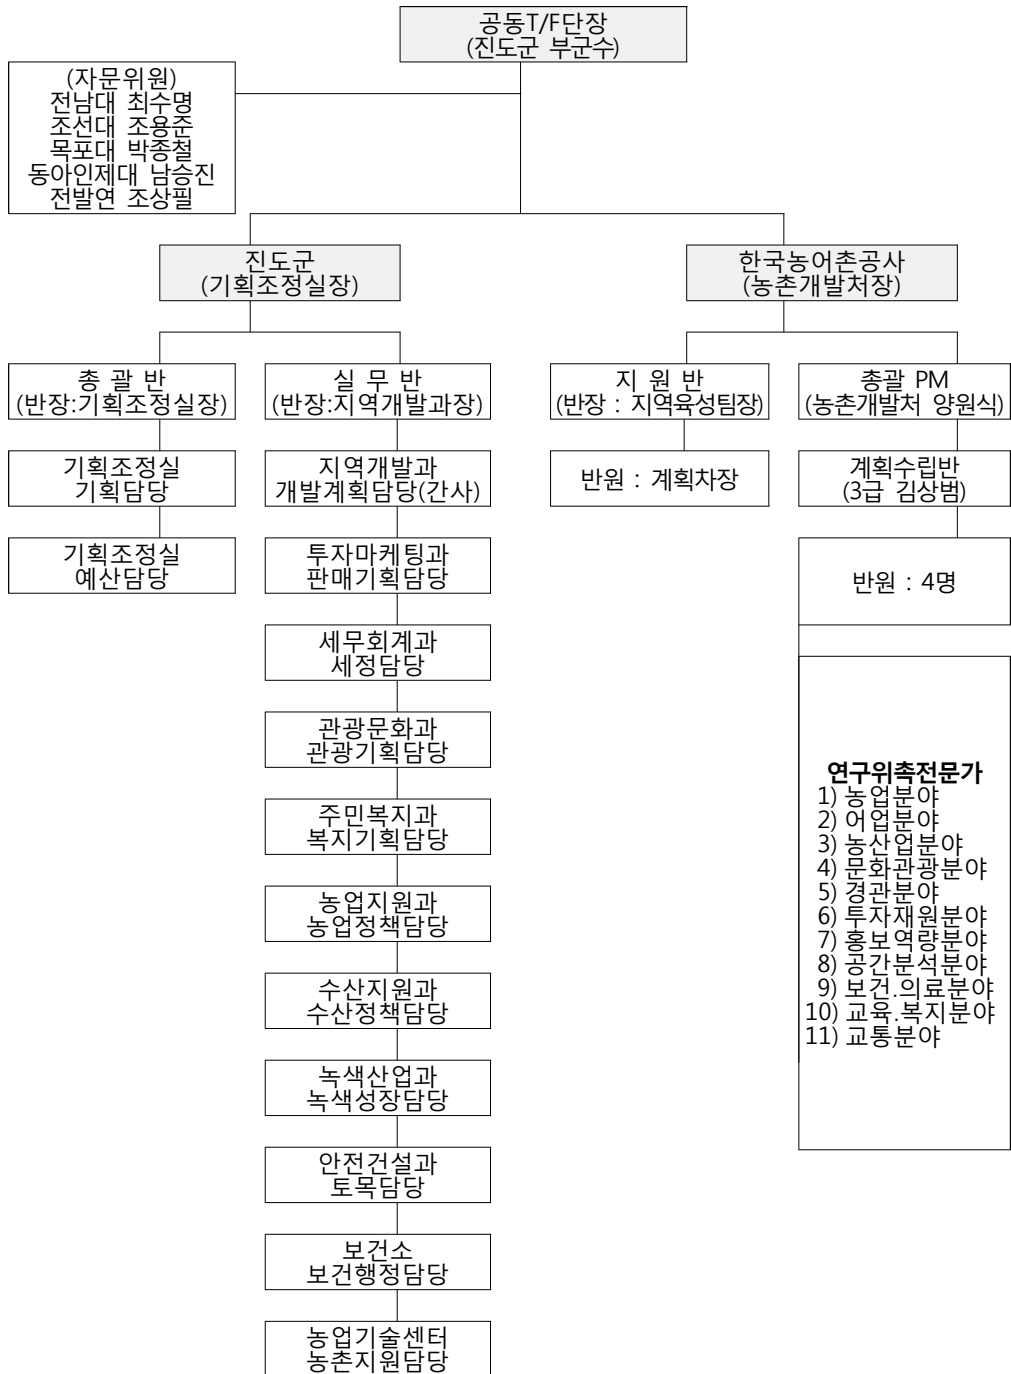 공동T/F단장
(진도군 부군수)
(자문위원)
전남대 최수명
조선대 조용준
목포대 박종철
동아인제대 남승진
전발연 조상필
진도군
(기획조정실장)
한국농어촌공사
(농촌개발처장)
총 괄 반
(반장:기획조정실장)
실 무 반
(반장:지역개발과장)
지 원 반
(반장 : 지역육성팀장)
총괄 PM
(농촌개발처 양원식)
기획조정실
기획담당
지역개발과
개발계획담당(간사)
반원 : 계획차장
계획수립반
(3급 김상범)
기획조정실
예산담당
투자마케팅과
판매기획담당
반원 : 4명
세무회계과
세정담당
관광문화과
관광기획담당
주민복지과
복지기획담당
농업지원과
농업정책담당
수산지원과
수산정책담당
녹색산업과
녹색성장담당
안전건설과
토목담당
보건소
보건행정담당
농업기술센터
농촌지원담당
연구위촉전문가
1) 농업분야
2) 어업분야
3) 농산업분야
4) 문화관광분야
5) 경관분야
6) 투자재원분야
7) 홍보역량분야
8) 공간분석분야
9) 보건.의료분야
10) 교육.복지분야
11) 교통분야